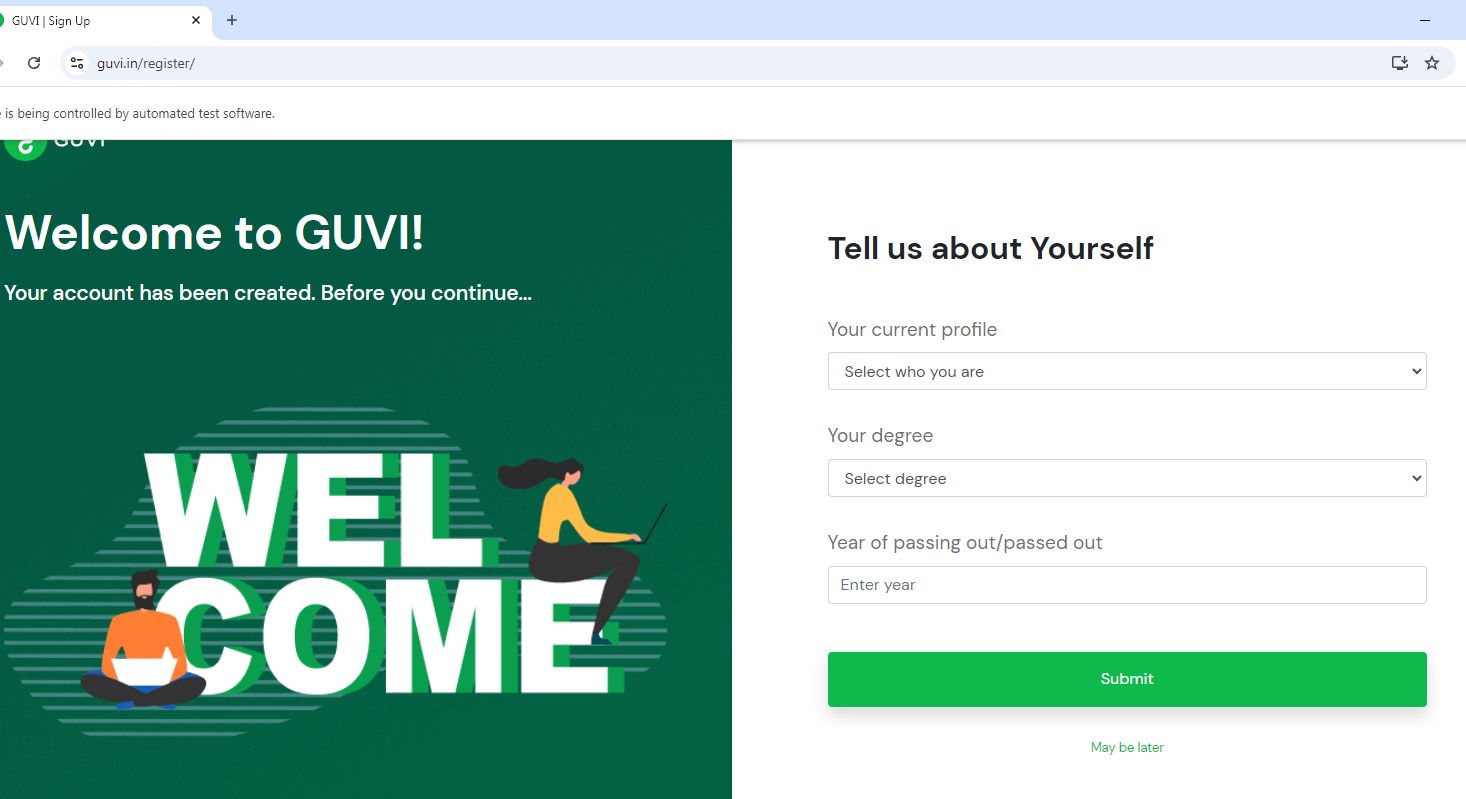 GUVI | Sign Up
guvi.in/register/
is being controlled by automated test software.
GUVI
Welcome to GUVI!
Your account has been created. Before you continue...
WEL
COME
Tell us about Yourself
Your current profile
Select who you are
Your degree
Select degree
Year of passing out/passed out
Enter year
Submit
May be later